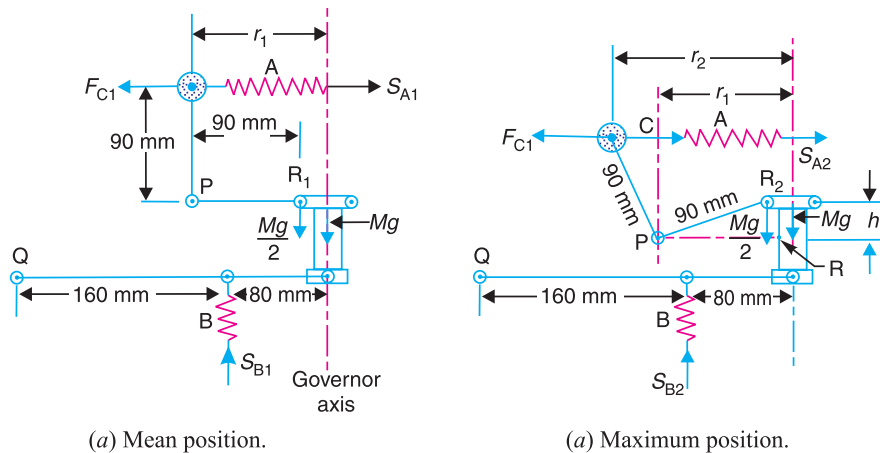 r1
A
FC1
SA1
90 mm
90 mm
R1
P
Mg
Mg
2
Q
160 mm
80 mm
B
SB1
Governor
axis
(a) Mean position.
r2
r1
A
C
FC1
SA2
90 mm
R2
90 mm
Mg
Mg
2
h
P
R
Q
160 mm
80 mm
B
SB2
(a) Maximum position.